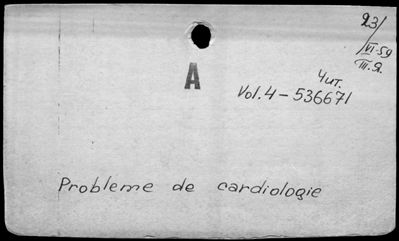 23/
VI-59
III.Я.
A
Чит.
Vol.4-536671
Probleme de cardiologie